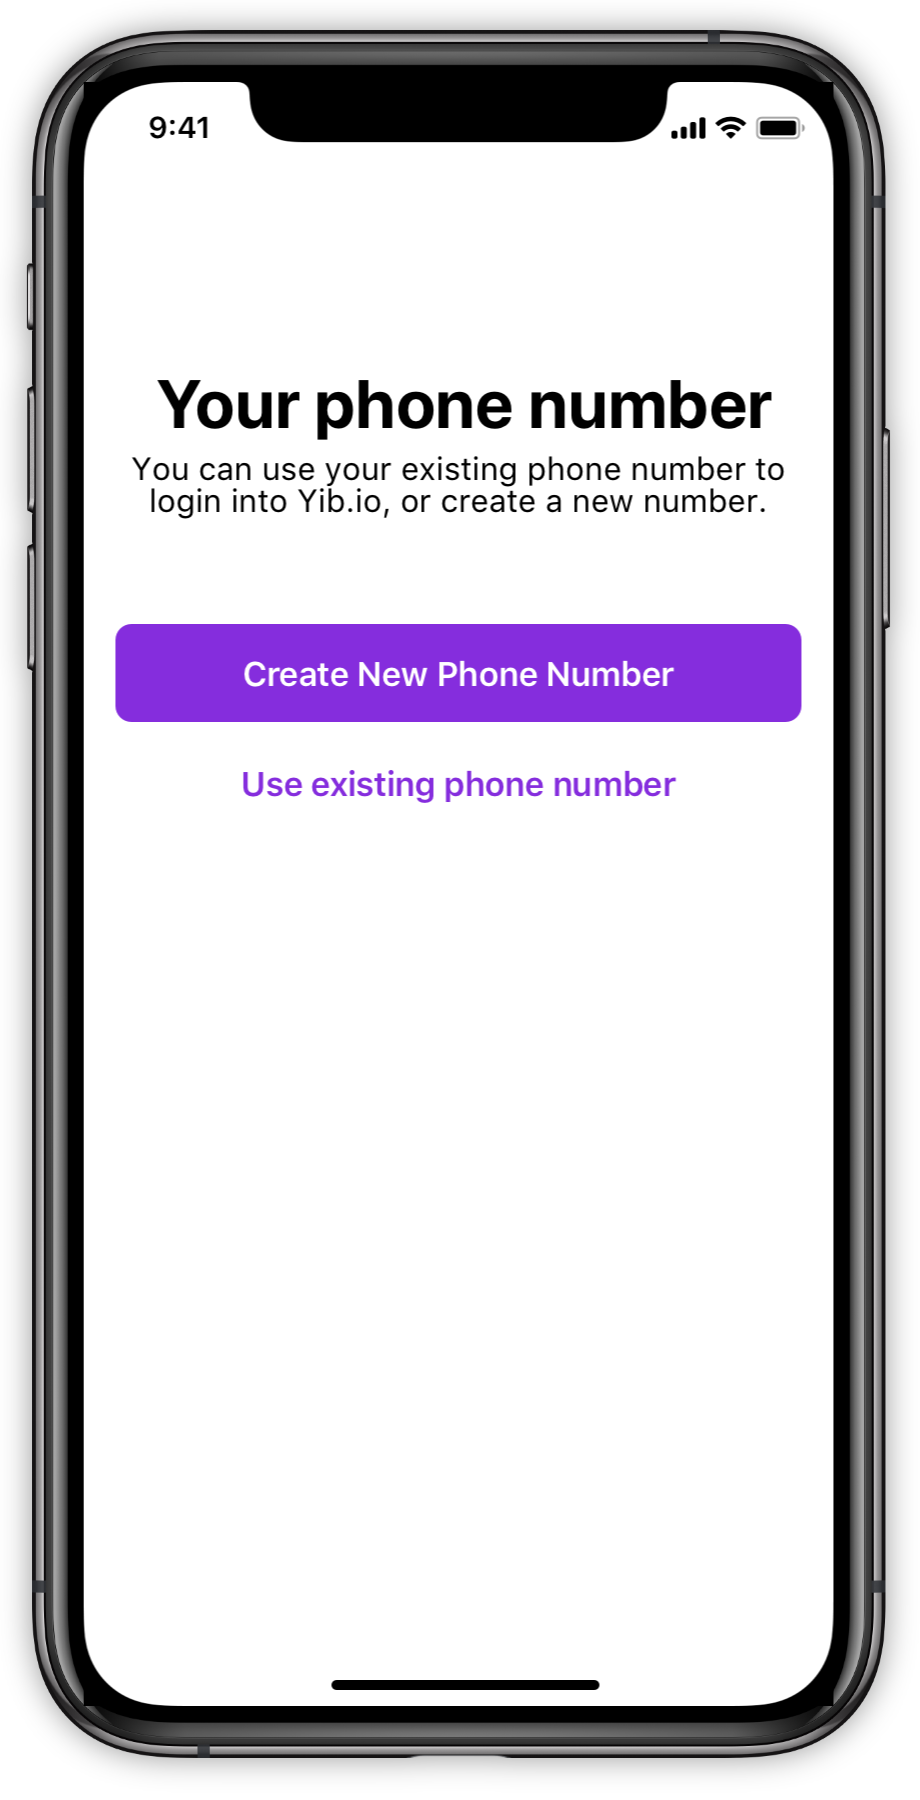 9:41
Your phone number
You can use your existing phone number to
login into Yib.io, or create a new number.
Create New Phone Number
Use existing phone number